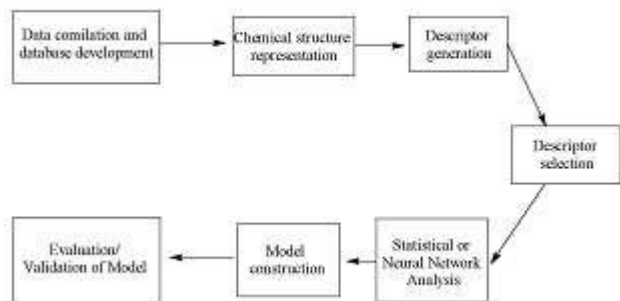 Data comilation and
database development
Chemical structure
representation
Descriptor
generation
Descriptor
selection
Statistical or
Neural Network
Analysis
Model
construction
Evaluation/
Validation of Model